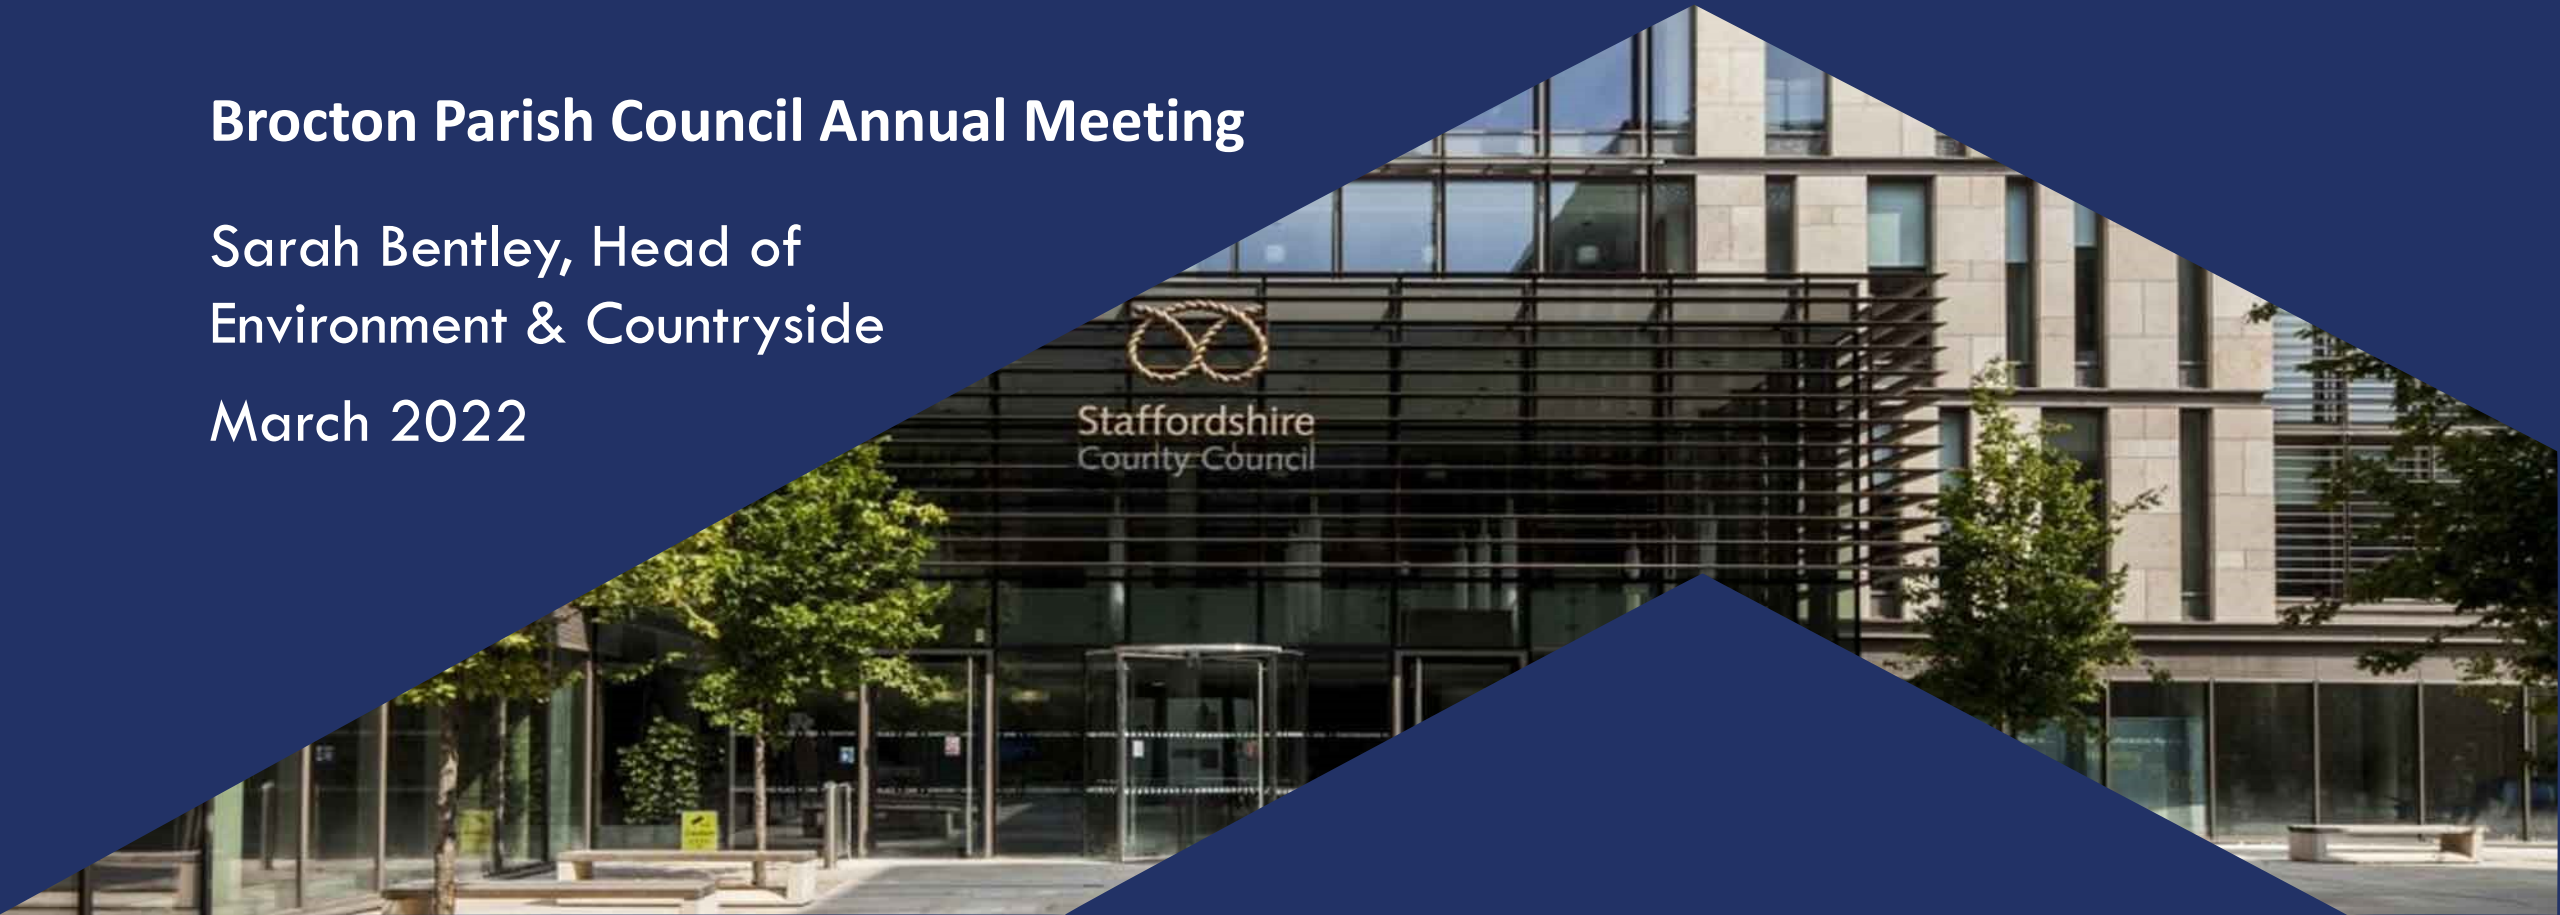 Brocton Parish Council Annual Meeting
Sarah Bentley, Head of
Environment & Countryside
March 2022
Staffordshire
County Council